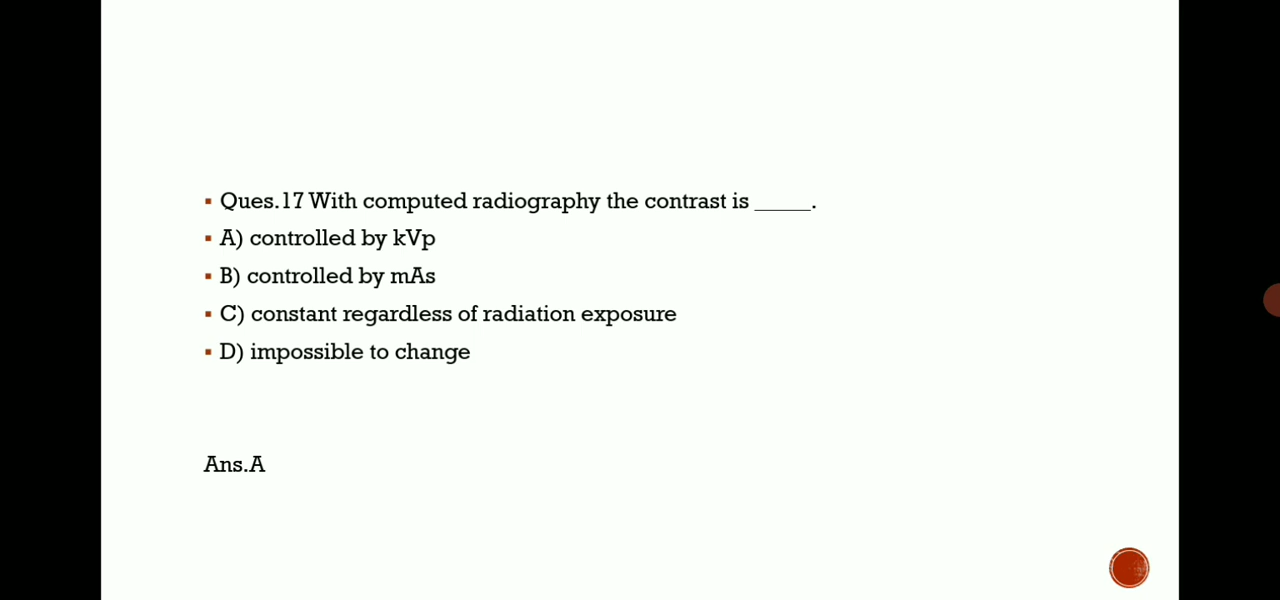 ▪ Ques.17 With computed radiography the contrast is _____.
▪ A) controlled by kVp
▪ B) controlled by mAs
▪ C) constant regardless of radiation exposure
▪ D) impossible to change
Ans.A